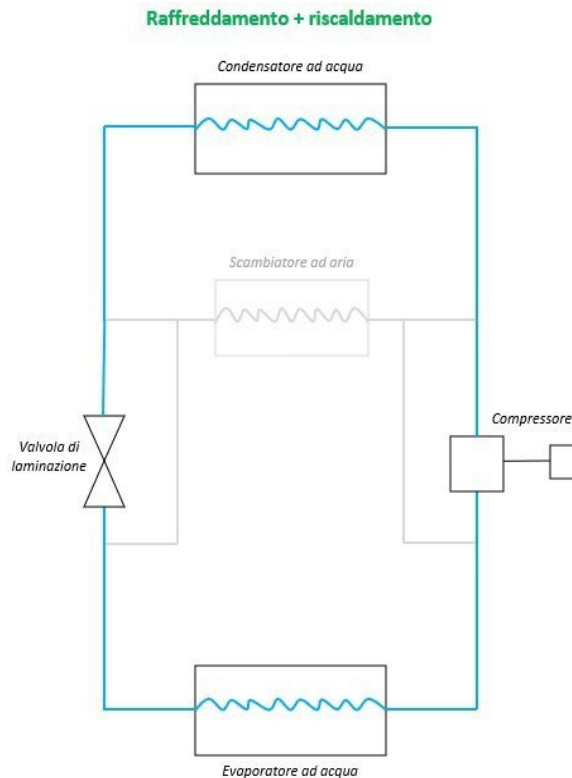 Raffreddamento + riscaldamento
Condensatore ad acqua
Scambiatore ad aria
Compressore
Valvola di
laminazione
Evaporatore ad acqua